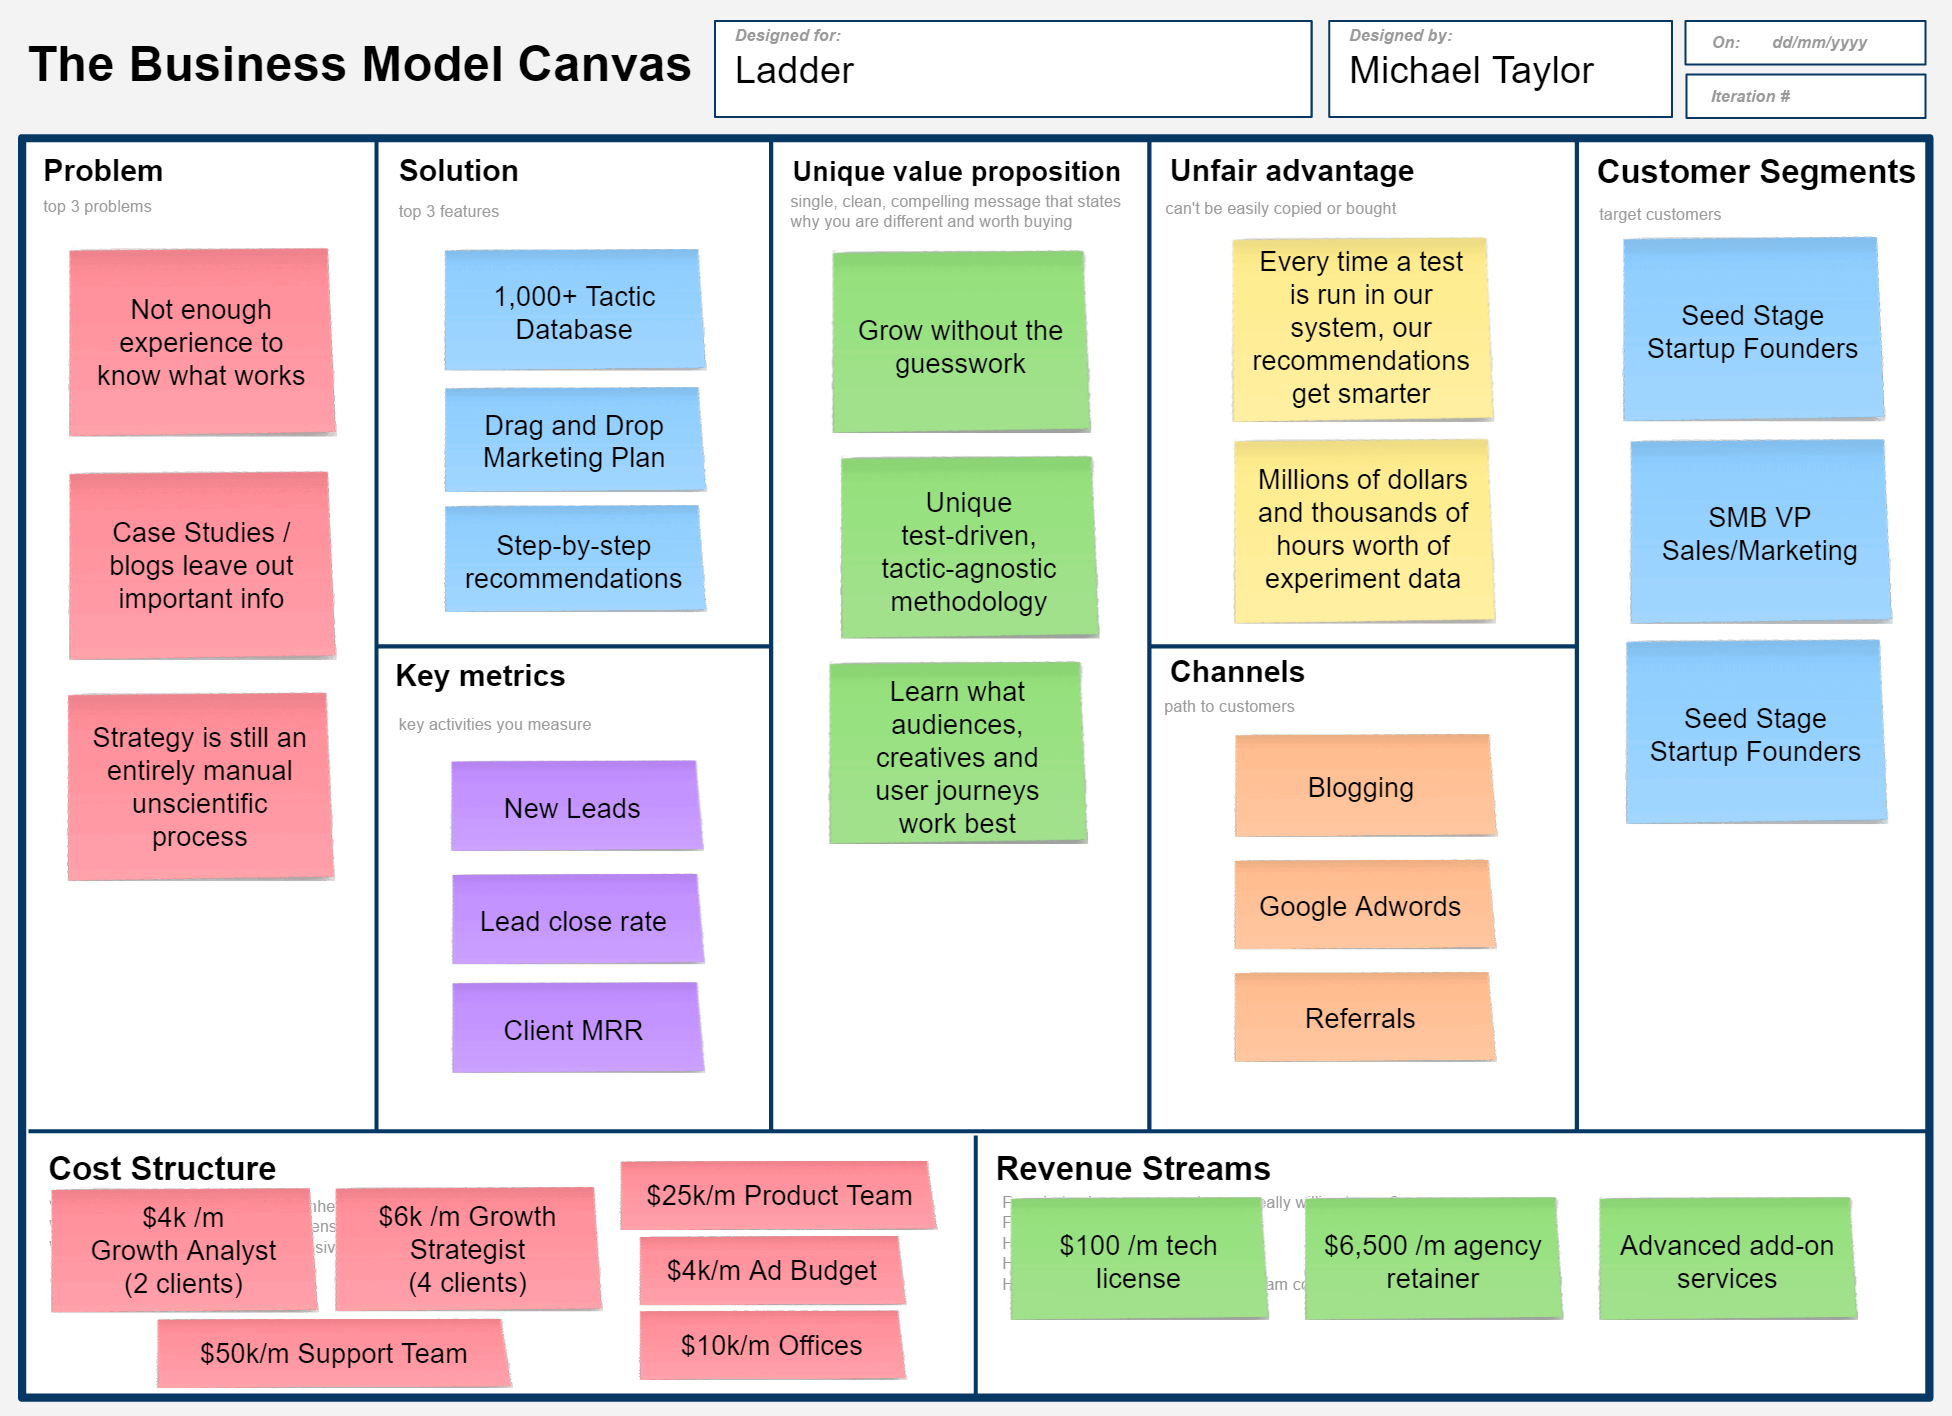 The Business Model Canvas
Designed for:
Ladder
Designed by:
Michael Taylor
On: dd/mm/yyyy
Iteration #
Problem
top 3 problems
Not enough
experience to
know what works
Case Studies /
blogs leave out
important info
Strategy is still an
entirely manual
unscientific
process
Solution
top 3 features
1,000+ Tactic
Database
Drag and Drop
Marketing Plan
Step-by-step
recommendations
Key metrics
key activities you measure
New Leads
Lead close rate
Client MRR
Unique value proposition
single, clean, compelling message that states
why you are different and worth buying
Grow without the
guesswork
Unique
test-driven,
tactic-agnostic
methodology
Learn what
audiences,
creatives and
user journeys
work best
Unfair advantage
can't be easily copied or bought
Every time a test
is run in our
system, our
recommendations
get smarter
Millions of dollars
and thousands of
hours worth of
experiment data
Channels
path to customers
Blogging
Google Adwords
Referrals
Customer Segments
target customers
Seed Stage
Startup Founders
SMB VP
Sales/Marketing
Seed Stage
Startup Founders
Cost Structure
$4k /m
Growth Analyst
(2 clients)
$6k /m Growth
Strategist
(4 clients)
$50k/m Support Team
$25k/m Product Team
$4k/m Ad Budget
$10k/m Offices
Revenue Streams
$100 /m tech
license
$6,500 /m agency
retainer
Advanced add-on
services